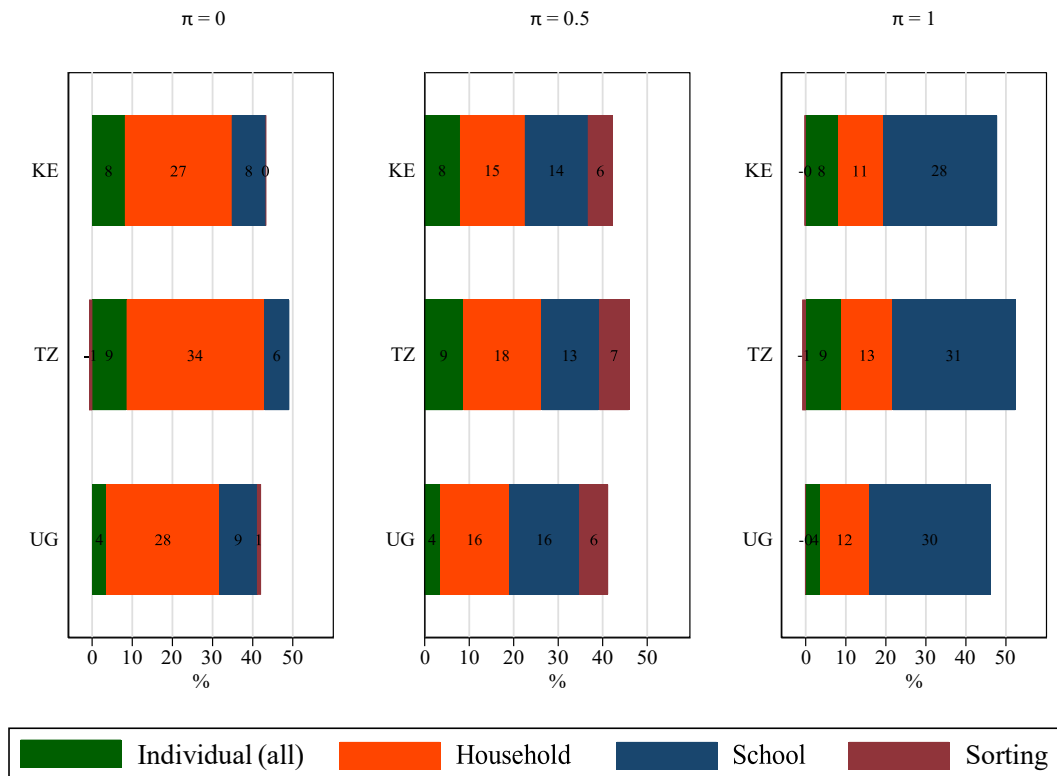 π = 0 π = 0.5 π = 1
KE 8 27 8 0 KE 8 15 14 6 KE -0 8 11 28
TZ -1 9 34 6 TZ 9 18 13 7 TZ -1 9 13 31
UG 4 28 9 1 UG 4 16 16 6 UG -0 4 12 30
0 10 20 30 40 50 0 10 20 30 40 50 0 10 20 30 40 50
% % %
Individual (all) Household School Sorting